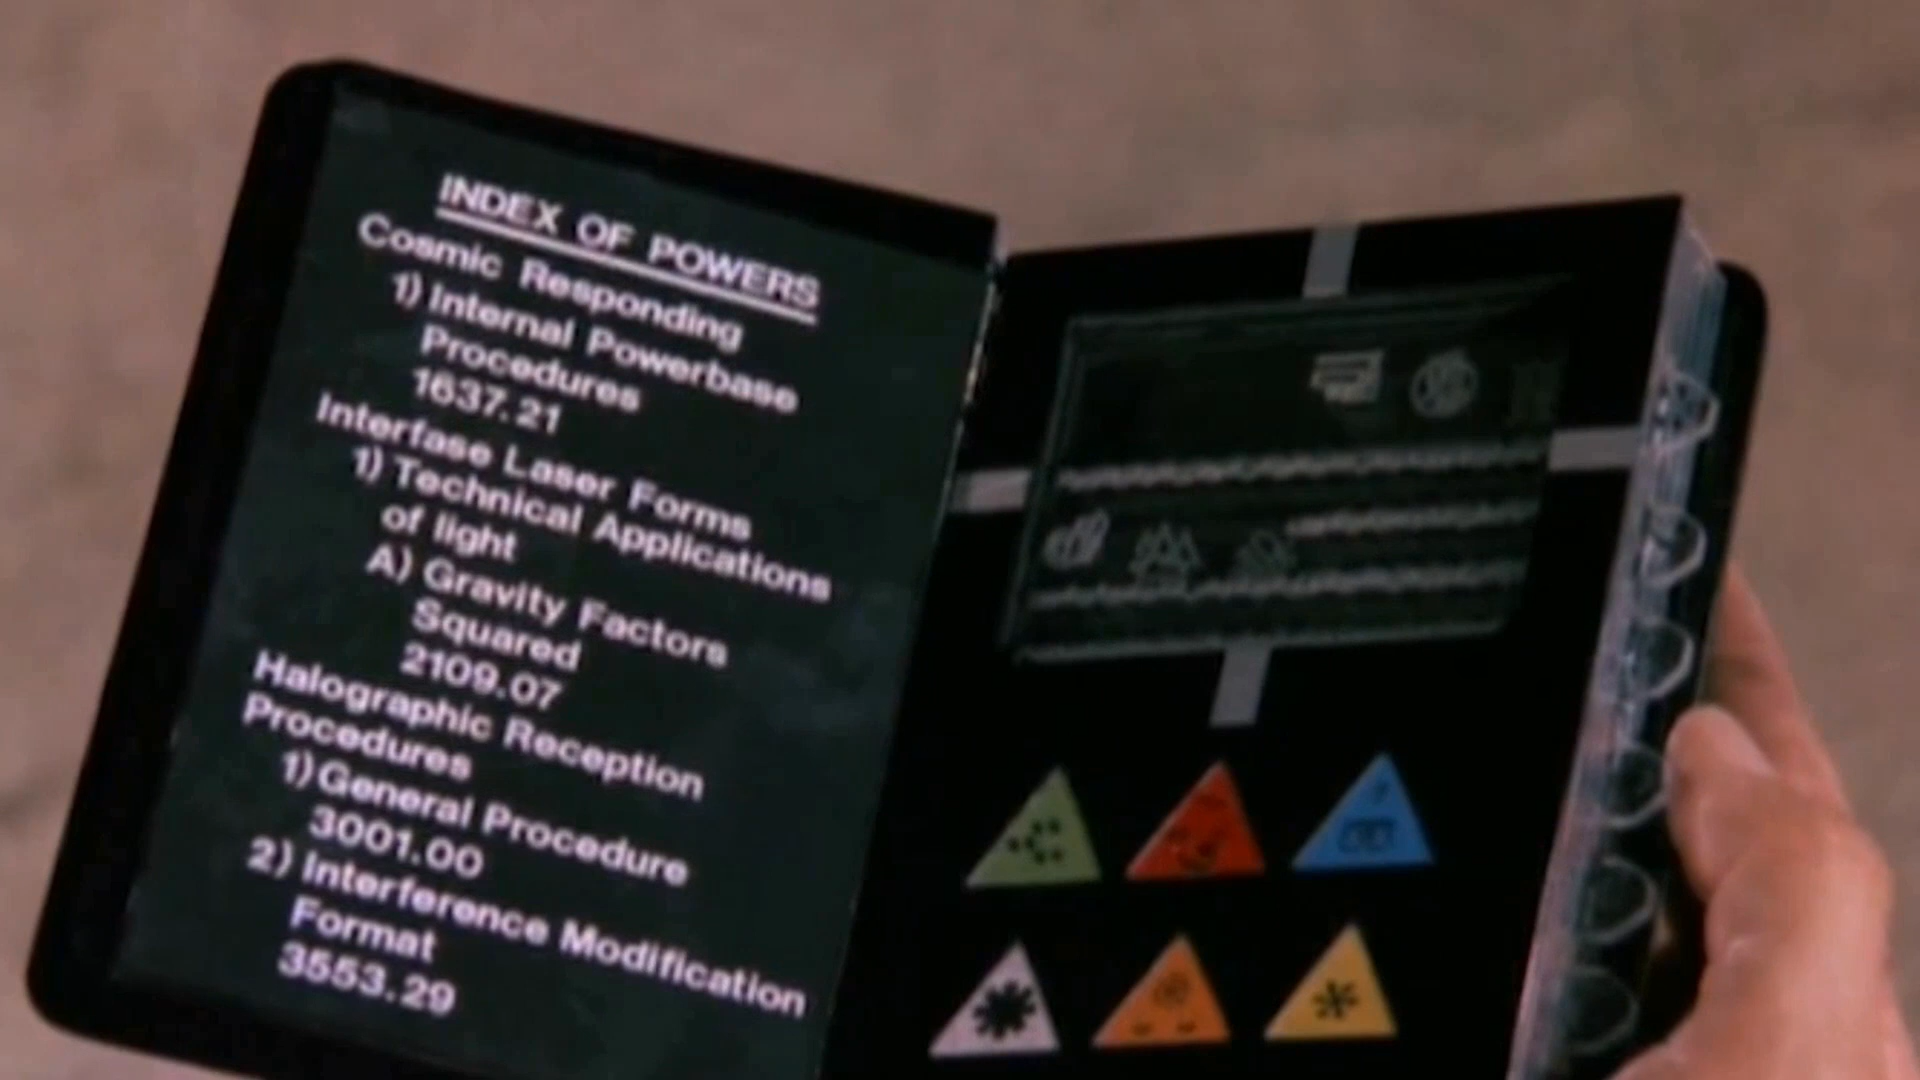 INDEX OF POWERS
Cosmic Responding
1) Internal Powerbase
Procedures
1637.21
Interfase Laser Forms
1) Technical Applications
of light
A) Gravity Factors
Squared
2109.07
Halographic Reception
Procedures
1) General Procedure
3001.00
2) Interference Modification
Format
3553.29